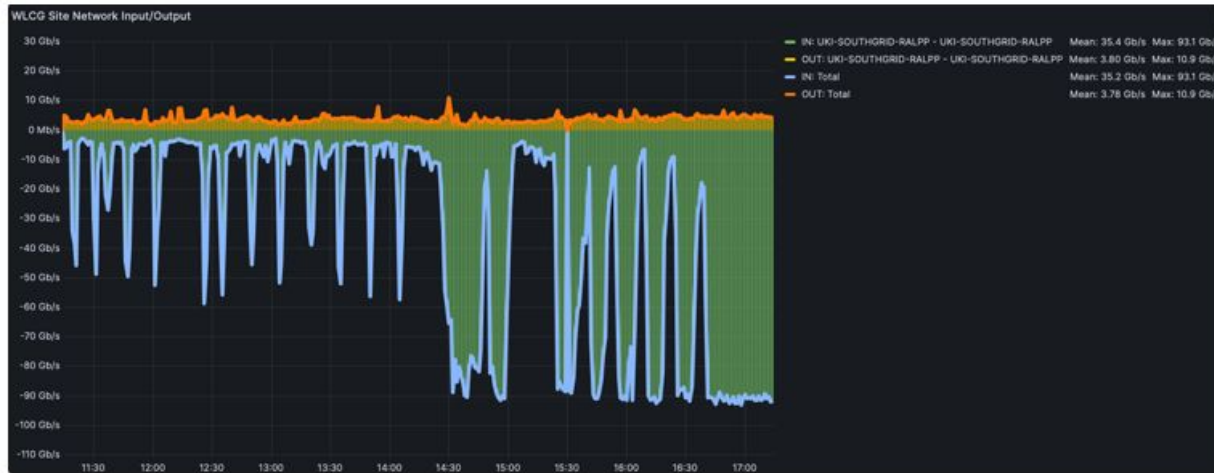 WLCG Site Network Input/Output
30 Gb/s
20 Gb/s
10 Gb/s
0 Mb/s
-10 Gb/s
-20 Gb/s
-30 Gb/s
-40 Gb/s
-50 Gb/s
-60 Gb/s
-70 Gb/s
-80 Gb/s
-90 Gb/s
-100 Gb/s
-110 Gb/s
11:30 12:00 12:30 13:00 13:30 14:00 14:30 15:00 15:30 16:00 16:30 17:00
IN: UKI-SOUTHGRID-RALPP - UKI-SOUTHGRID-RALPP Mean: 35.4 Gb/s Max: 93.1 Gb/
OUT: UKI-SOUTHGRID-RALPP - UKI-SOUTHGRID-RALPP Mean: 3.80 Gb/s Max: 10.9 Gb/
IN: Total Mean: 35.2 Gb/s Max: 93.1 Gb/
OUT: Total Mean: 3.78 Gb/s Max: 10.9 Gb/